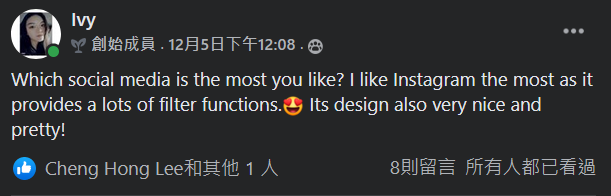 Ivy
創始成員 . 12月5日下午12:08 .
Which social media is the most you like? I like Instagram the most as it
provides a lots of filter functions.🤩 Its design also very nice and
pretty!
Cheng Hong Lee和其他 1 人 8則留言 所有人都已看過